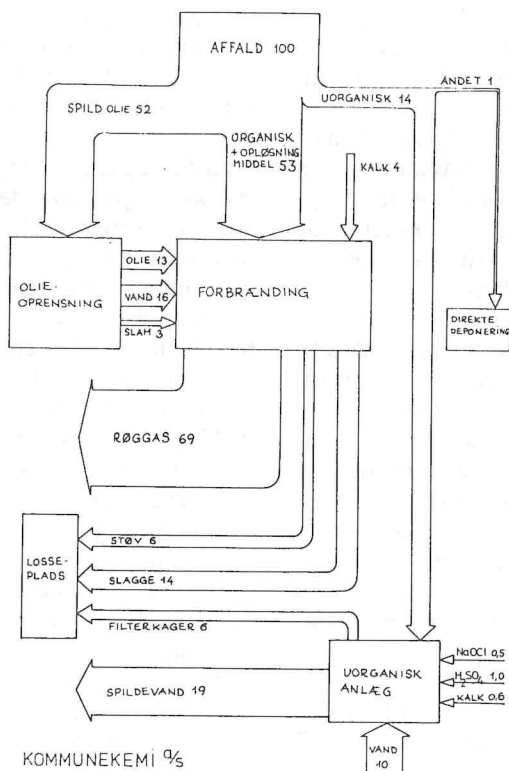 AFFALD 100
ANDET 1
SPILD OLIE 52
UORGANISK 14
ORGANISK
+ OPLØSNING
MIDDEL 53
KALK 4
OLIE-
OPRENSNING
OLIE 13
VAND 16
SLAM 3
FORBRÆNDING
DIREKTE
DEPONERING
RØGGAS 69
STØV 6
LOSSE-
PLADS
SLAGGE 14
FILTERKAGER 6
SPILDEVAND 19
UORGANISK
ANLÆG
NaOCl 0,5
H2SO4 1,0
KALK 0.6
VAND
10
KOMMUNEKEMI a/s